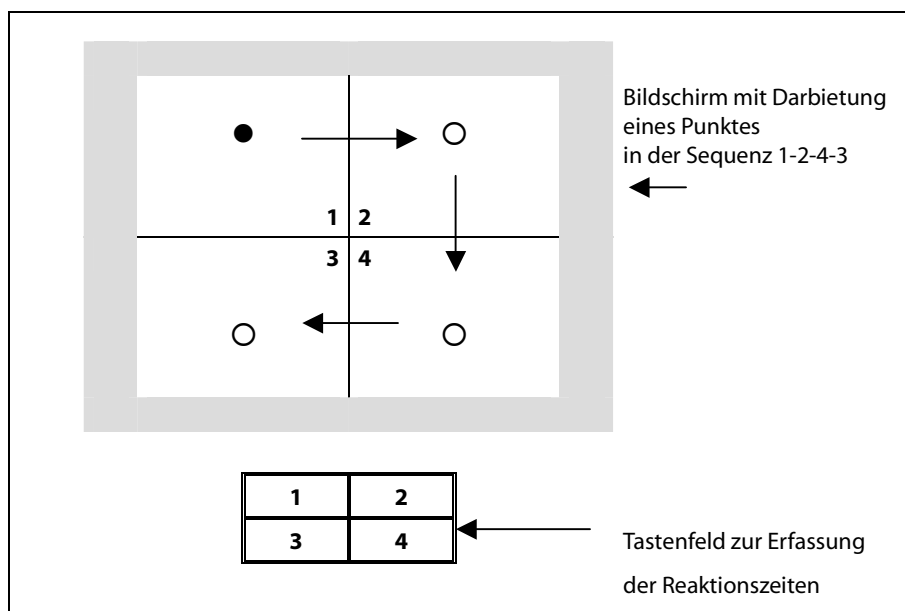 Bildschirm mit Darbietung
eines Punktes
in der Sequenz 1-2-4-3
1 2
3 4
1 2
3 4
Tastenfeld zur Erfassung
der Reaktionszeiten